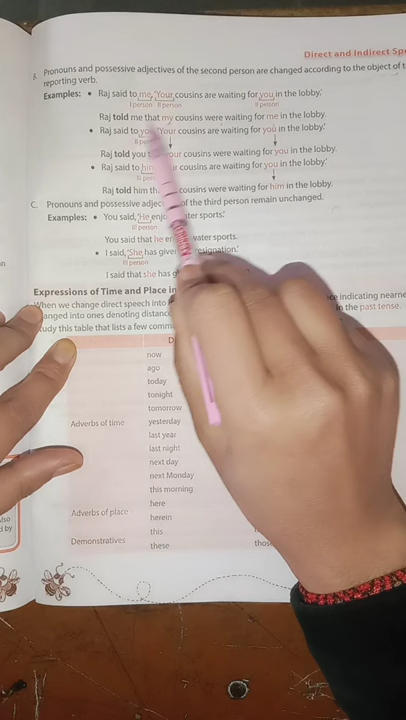 Direct and Indirect Spe
B. Pronouns and possessive adjectives of the second person are changed according to the object of t
reporting verb.
Examples: • Raj said to me, 'Your cousins are waiting for you in the lobby.'
I person II person II person
Raj told me that my cousins were waiting for me in the lobby.
• Raj said to you 'Your cousins are waiting for you in the lobby.'
II per
Raj told you t our cousins were waiting for you in the lobby.
• Raj said to him r cousins are waiting for you in the lobby.'
III per
Raj told him th cousins were waiting for him in the lobby.
C. Pronouns and possessive adjec of the third person remain unchanged.
Examples: • You said, 'He enjo ater sports.'
III person
You said that he en water sports.
• I said, 'She has given resignation.'
III person
I said that she has g
Expressions of Time and Place in
When we change direct speech into ce indicating nearne
anged into ones denoting distanc in the past tense.
tudy this table that lists a few comm
D
now
ago
today
tonight
tomorrow
Adverbs of time yesterday
last year
last night
next day
next Monday
this morning
here
Adverbs of place
herein
this
Demonstratives
these thos
lso
d by
n